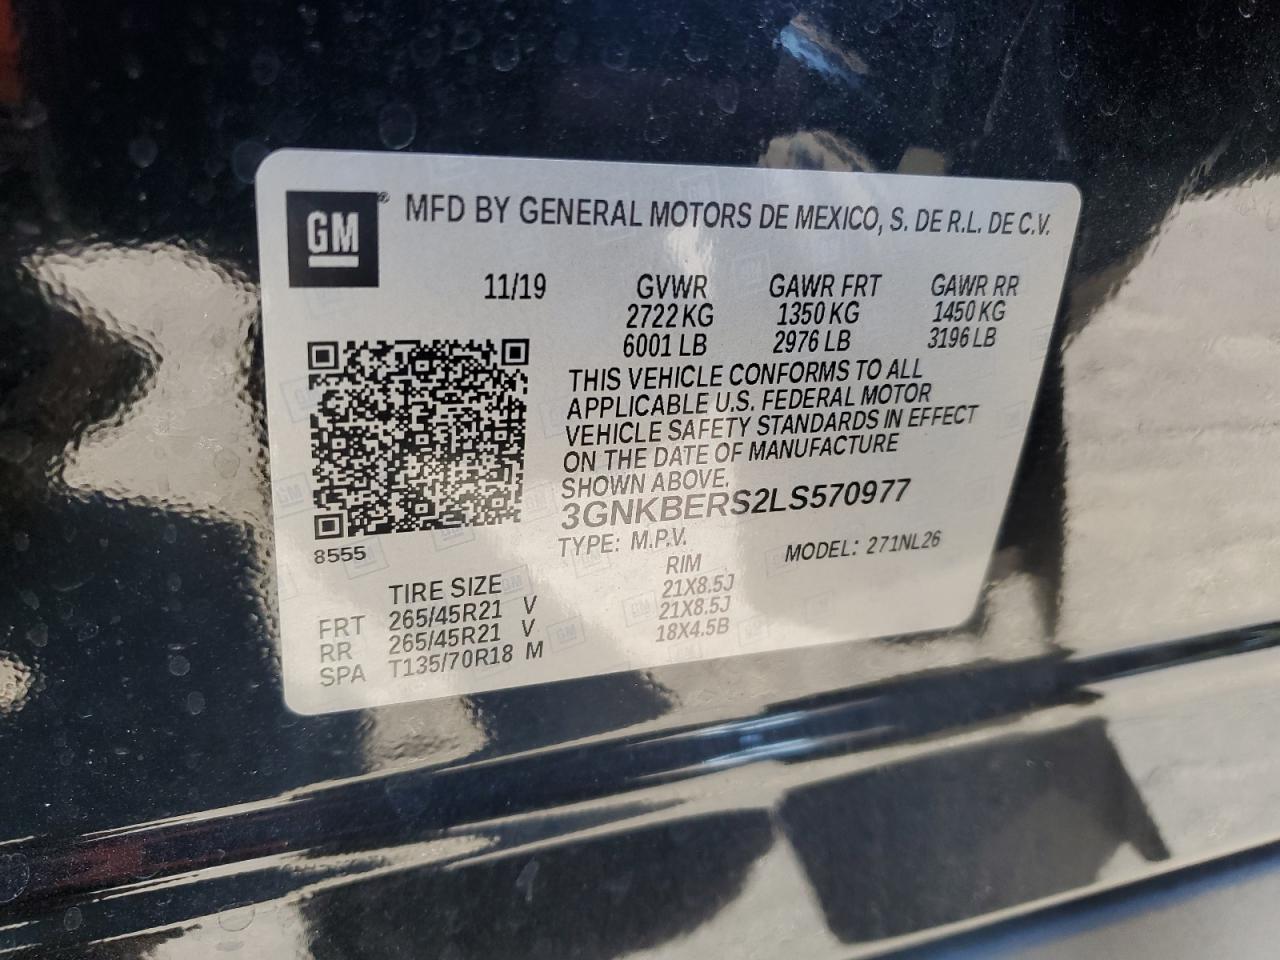 GM® MFD BY GENERAL MOTORS DE MEXICO, S. DE R.L. DE C.V.
11/19 GVWR GAWR FRT GAWR RR
2722 KG 1350 KG 1450 KG
6001 LB 2976 LB 3196 LB
THIS VEHICLE CONFORMS TO ALL
APPLICABLE U.S. FEDERAL MOTOR
VEHICLE SAFETY STANDARDS IN EFFECT
ON THE DATE OF MANUFACTURE
SHOWN ABOVE.
3GNKBERS2LS570977
8555
TYPE: M.P.V. MODEL: 271NL26
TIRE SIZE RIM
FRT 265/45R21 V 21X8.5J
RR 265/45R21 V 21X8.5J
SPA T135/70R18 M 18X4.5B